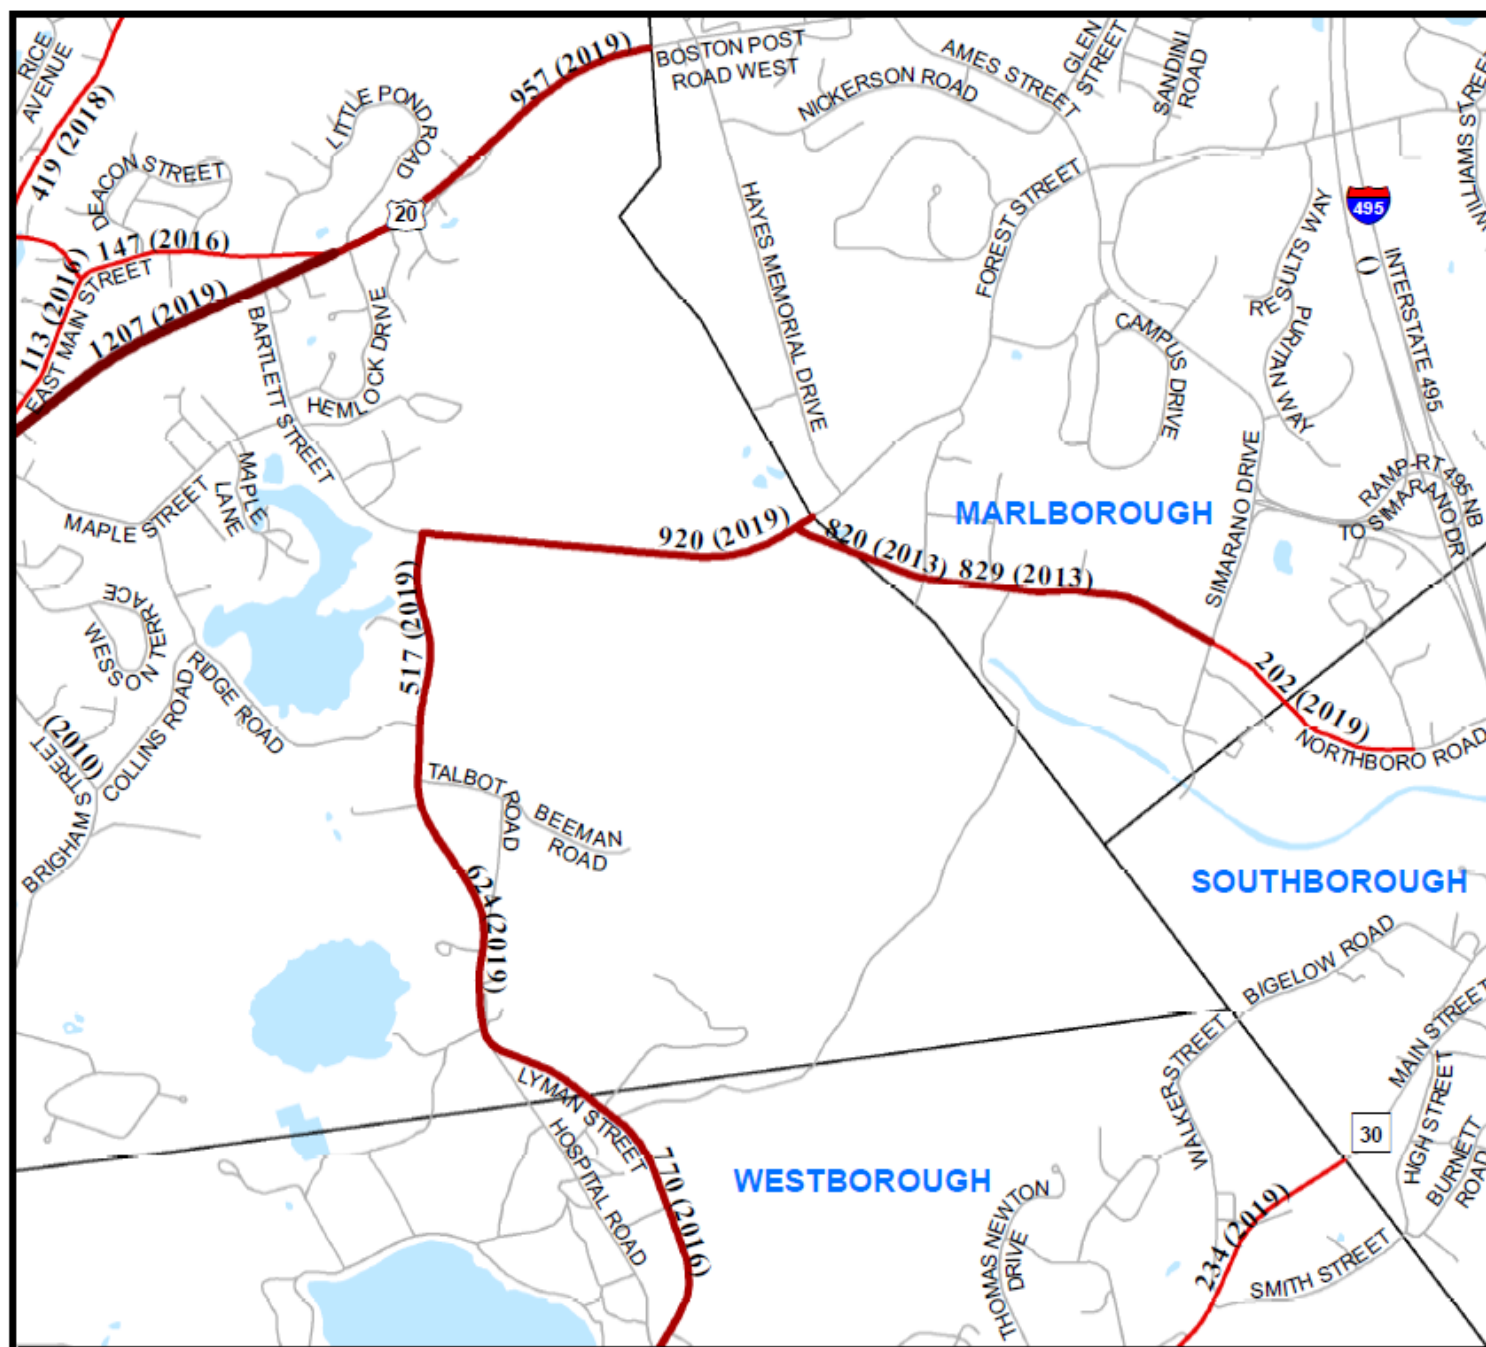 RICE
AVENUE
419 (2018)
DEACON STREET
LITTLE POND ROAD
957 (2019)
BOSTON POST
ROAD WEST
NICKERSON ROAD
AMES STREET
GLEN
STREET
SANDINI
ROAD
WILLIAMS STREET
20
495
147 (2016)
113 (2016)
EAST MAIN STREET
1207 (2019)
BARTLETT STREET
HEMLOCK DRIVE
HAYES MEMORIAL DRIVE
FOREST STREET
RESULTS WAY
PURITAN WAY
INTERSTATE 495
CAMPUS DRIVE
SIMARANO DRIVE
RAMP-RT 495 NB
TO SIMARANO DR
MAPLE STREET
MAPLE
LANE
MARLBOROUGH
920 (2019)
820 (2013)
829 (2013)
517 (2019)
WESSON TERRACE
RIDGE ROAD
COLLINS ROAD
(2010)
BRIGHAM STREET
202 (2019)
NORTHBORO ROAD
TALBOT ROAD
BEEMAN
ROAD
624 (2019)
SOUTHBOROUGH
BIGELOW ROAD
WALKER STREET
MAIN STREET
HIGH STREET
BURNETT
ROAD
30
LYMAN STREET
HOSPITAL ROAD
770 (2016)
WESTBOROUGH
THOMAS NEWTON
DRIVE
234 (2019)
SMITH STREET